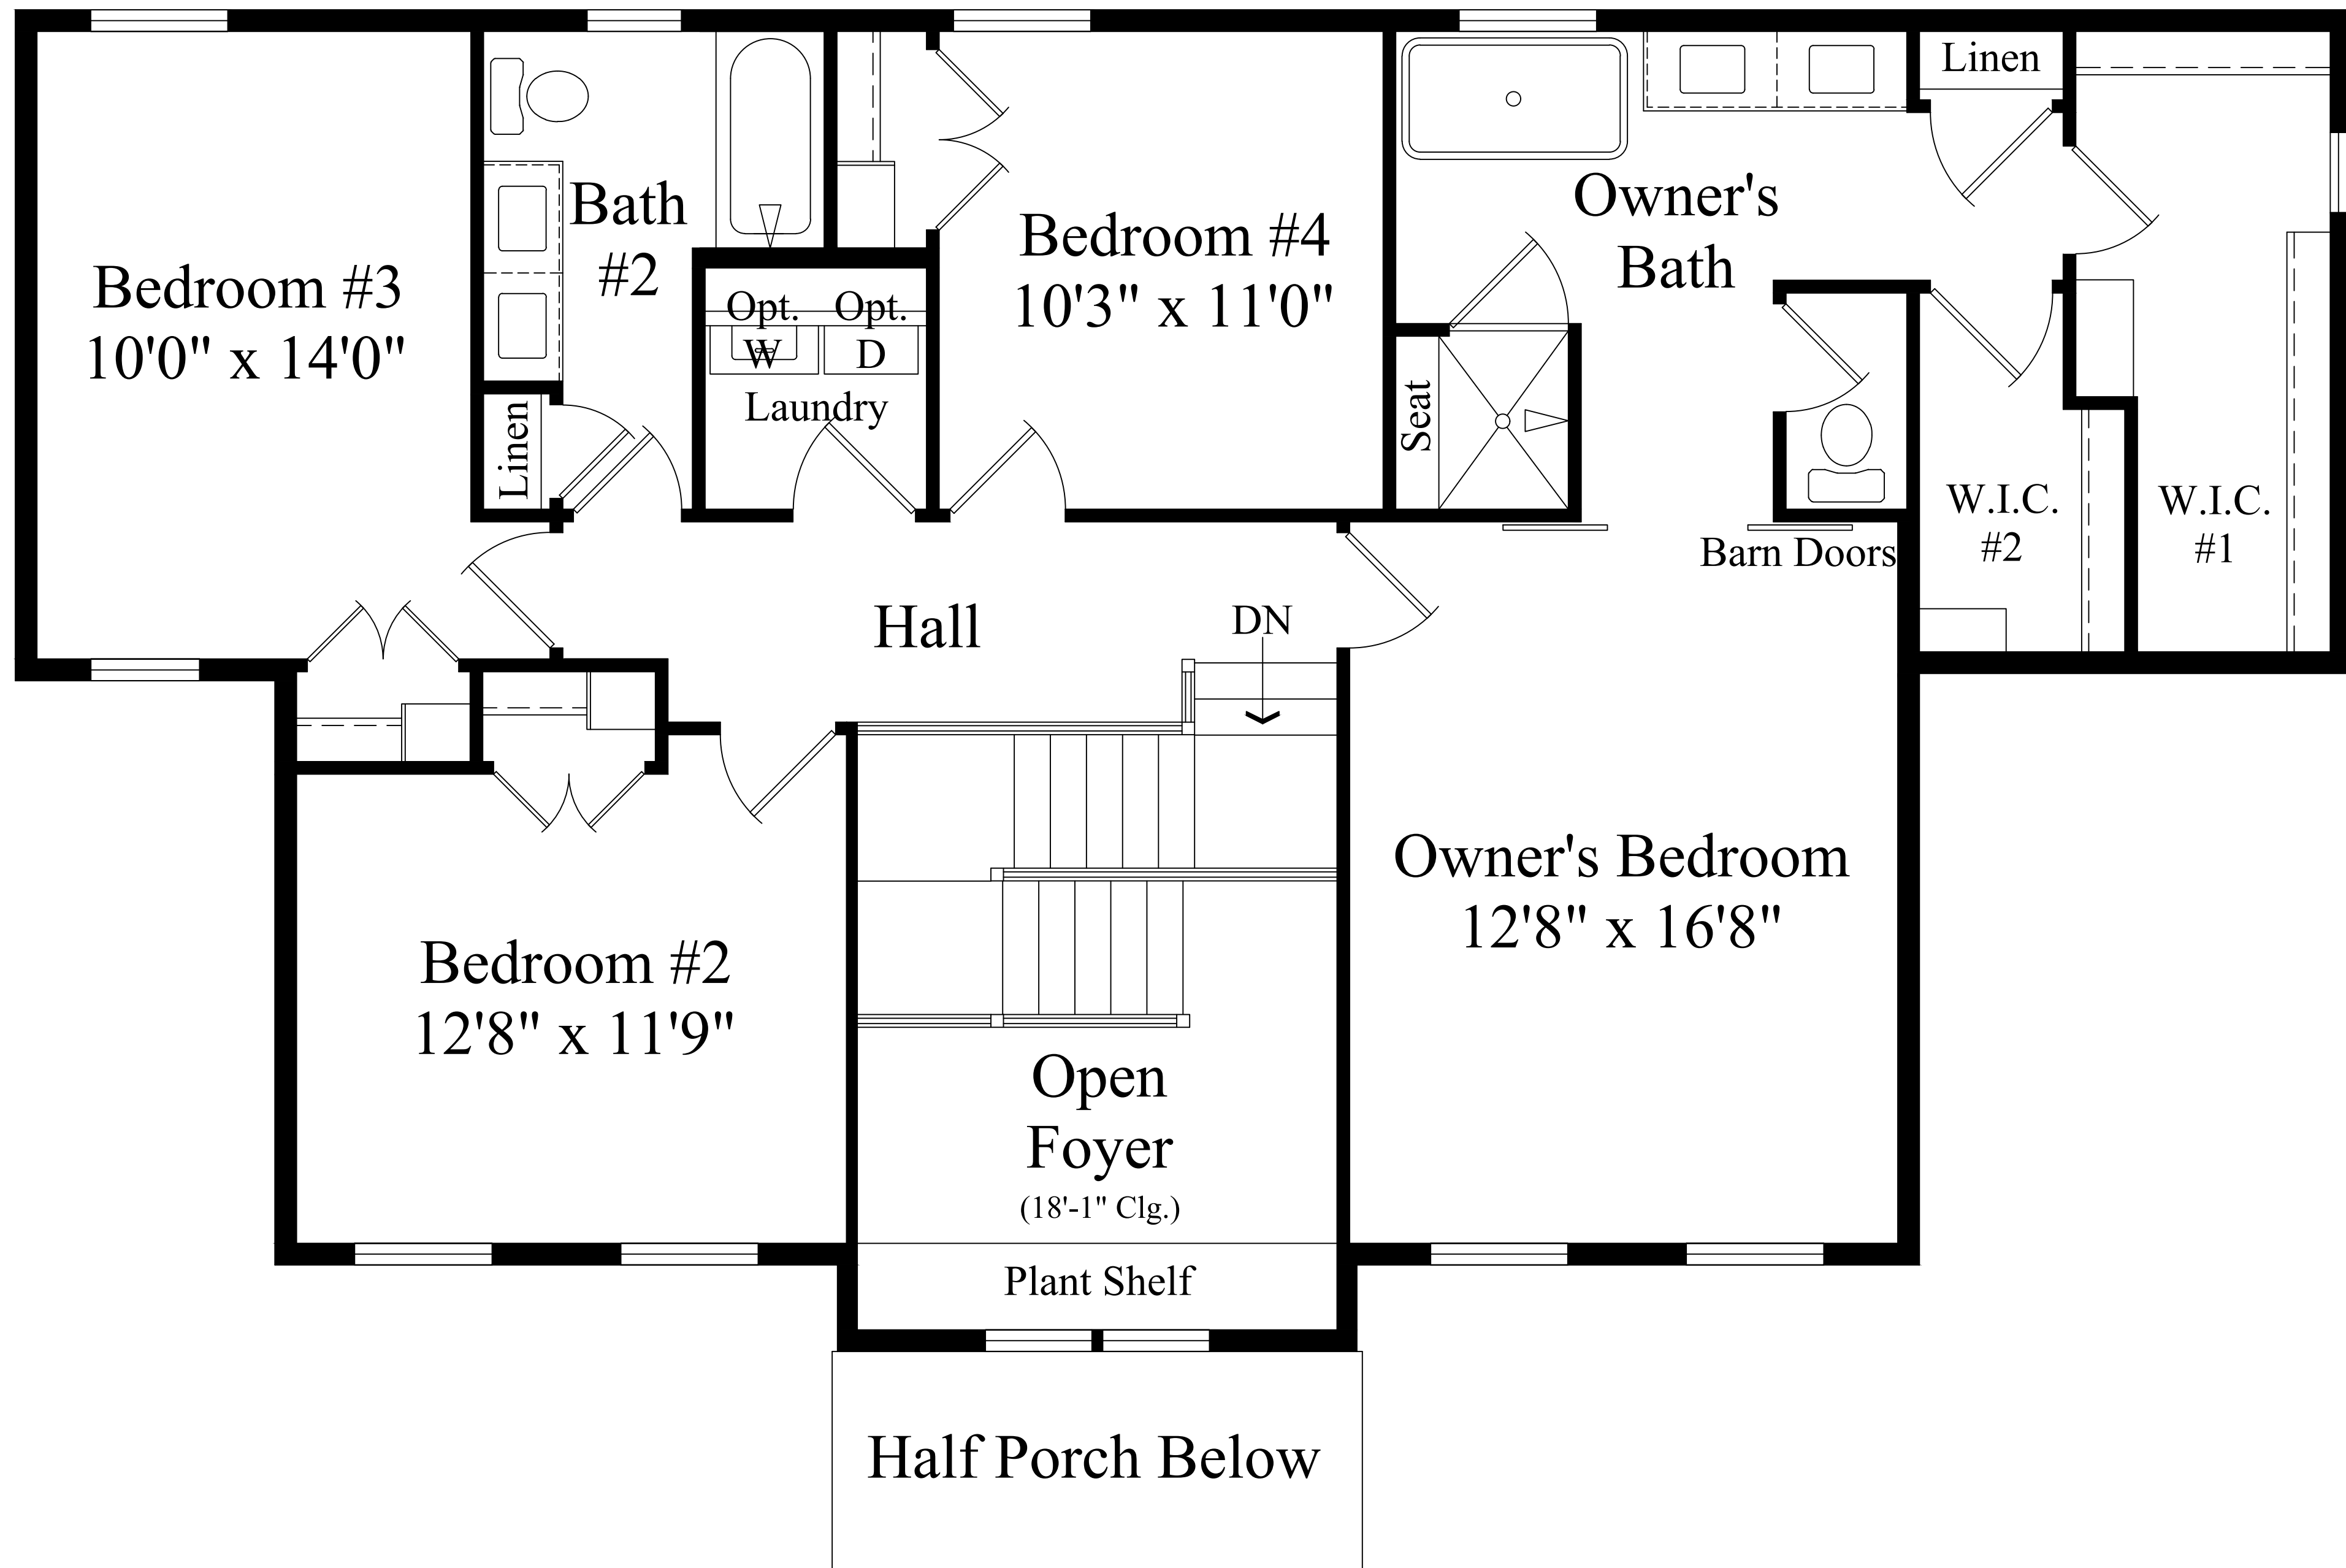 Linen
Bath
#2
Owner's
Bath
Bedroom #4
10'3" x 11'0"
Bedroom #3
10'0" x 14'0"
Opt. Opt.
W D
Laundry
Linen
Seat
W.I.C.
#2
W.I.C.
#1
Barn Doors
Hall
DN
Owner's Bedroom
12'8" x 16'8"
Bedroom #2
12'8" x 11'9"
Open
Foyer
(18'-1" Clg.)
Plant Shelf
Half Porch Below